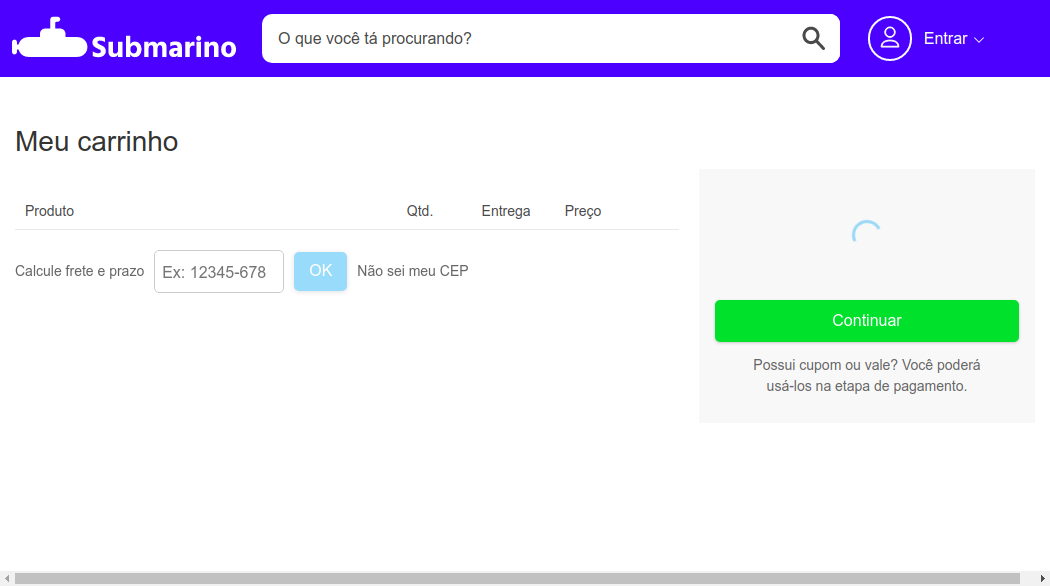 Submarino
O que você tá procurando?
Entrar
Meu carrinho
Produto Qtd. Entrega Preço
Calcule frete e prazo Ex: 12345-678 OK Não sei meu CEP
Continuar
Possui cupom ou vale? Você poderá
usá-los na etapa de pagamento.